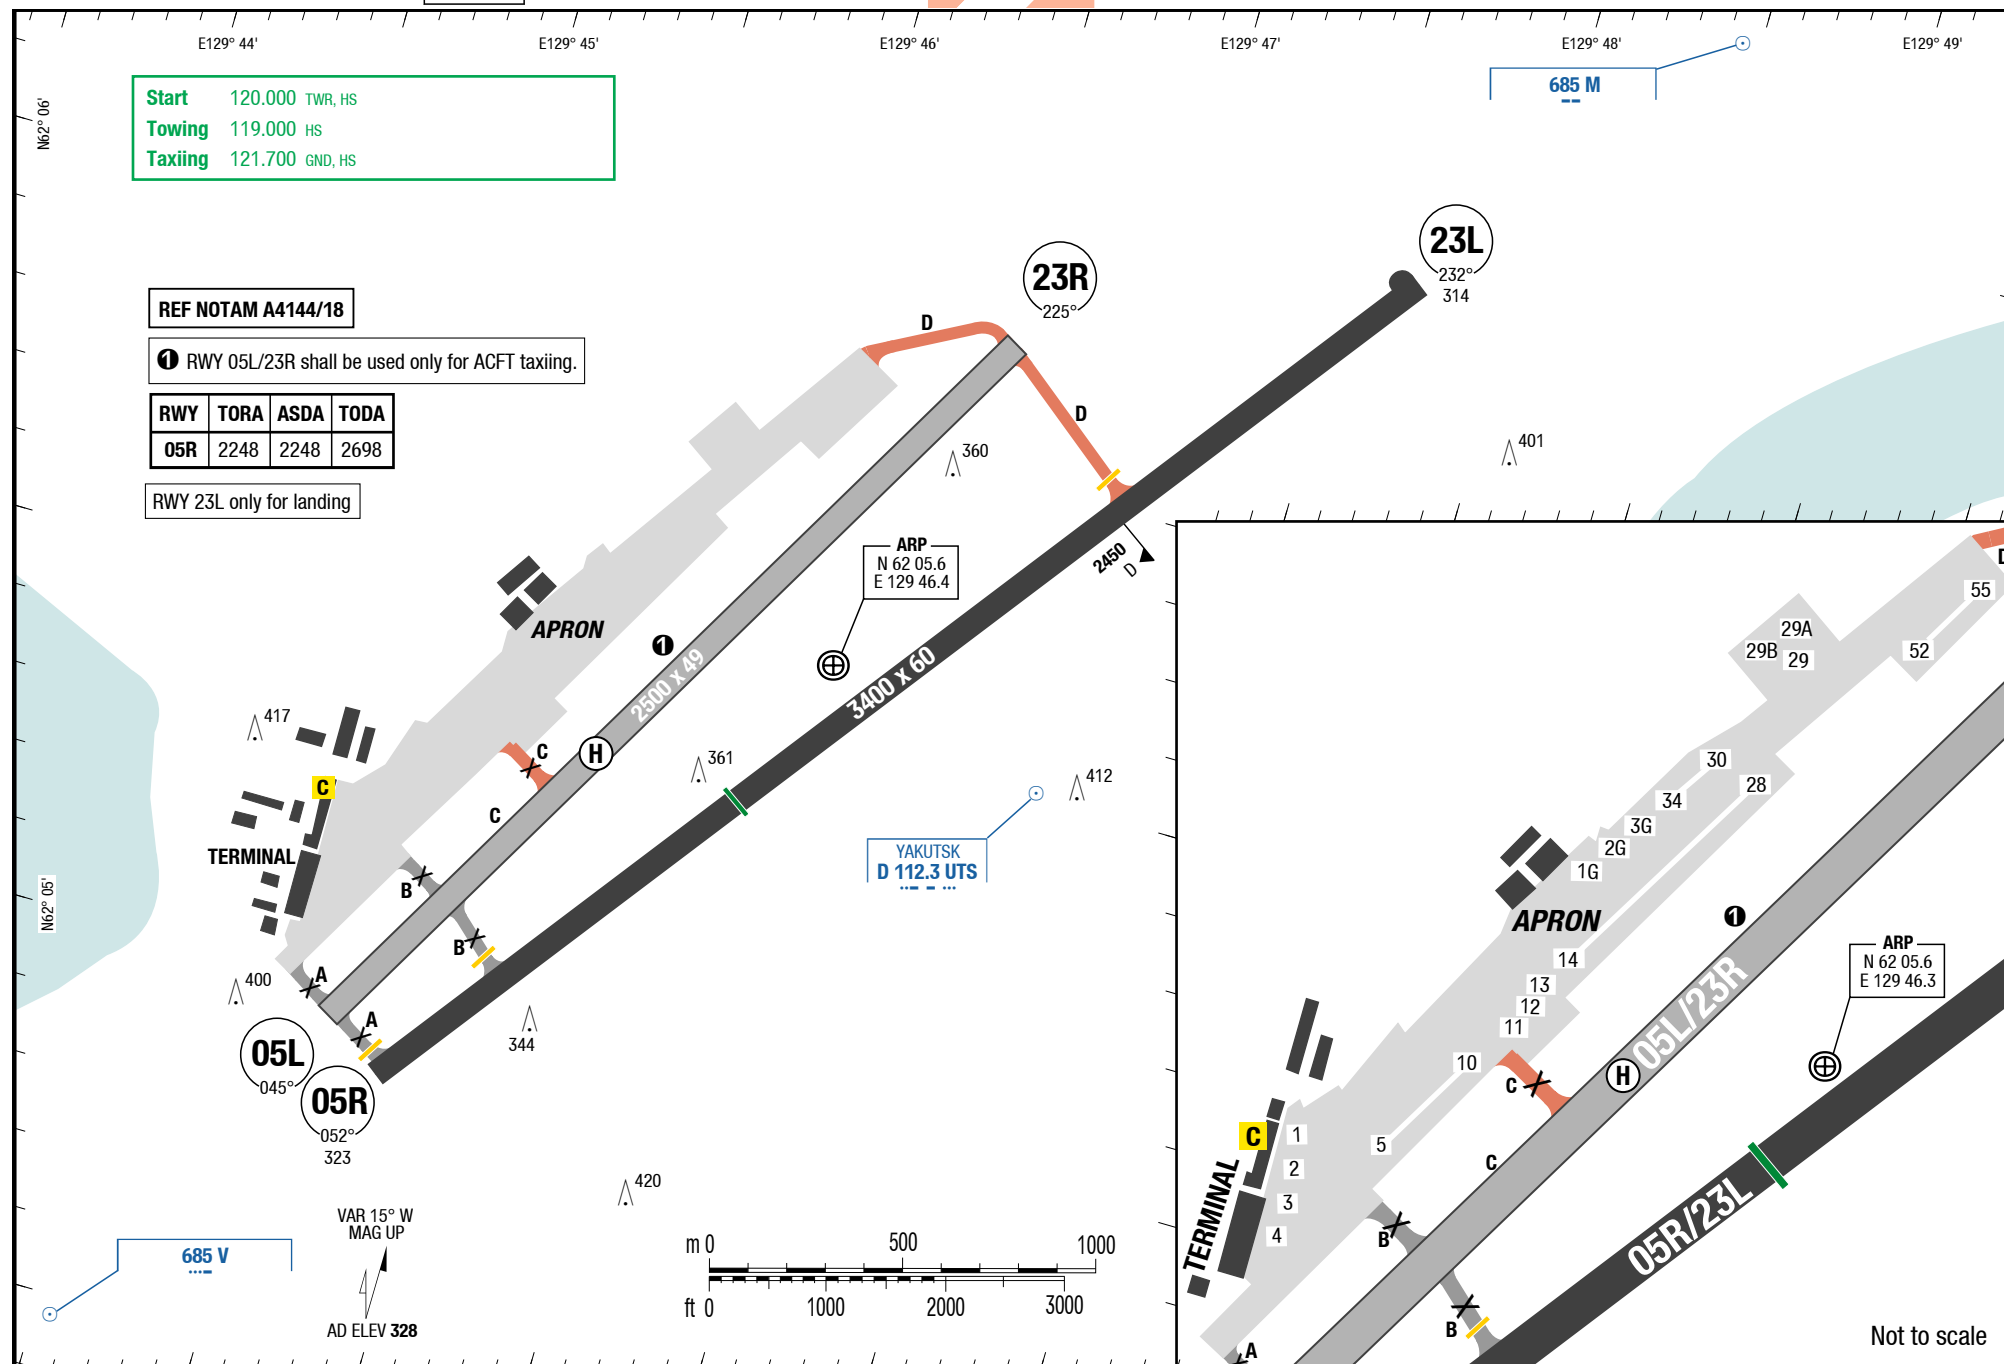 E129° 44'
E129° 45'
E129° 46'
E129° 47'
E129° 48'
E129° 49'
N62° 06'
N62° 05'
Start 120.000 TWR, HS
Towing 119.000 HS
Taxiing 121.700 GND, HS
685 M
REF NOTAM A4144/18
1 RWY 05L/23R shall be used only for ACFT taxiing.
RWY TORA ASDA TODA
05R 2248 2248 2698
RWY 23L only for landing
23R
225°
23L
232°
314
D
D
360
401
ARP
N 62 05.6
E 129 46.4
2450
D
APRON
1
2500 x 49
3400 x 60
417
C
H
C
361
412
C
C
TERMINAL
B
B
YAKUTSK
D 112.3 UTS
A
A
400
344
05L
045°
05R
052°
323
420
VAR 15° W
MAG UP
AD ELEV 328
685 V
m 0 500 1000
ft 0 1000 2000 3000
D
55
29A
29B
29
52
30
28
34
3G
2G
1G
APRON
1
14
13
12
11
10
05L/23R
ARP
N 62 05.6
E 129 46.3
H
C
C
C
1
5
2
3
4
TERMINAL
B
B
A
05R/23L
Not to scale